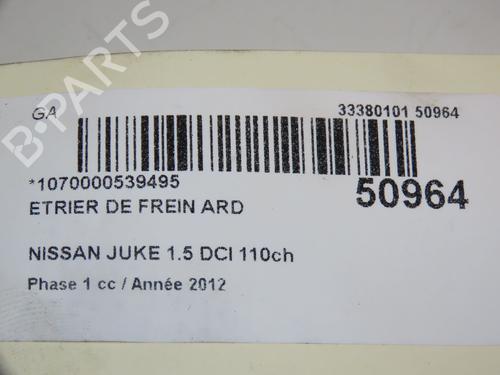 GA
33380101 50964
*1070000539495
50964
ETRIER DE FREIN ARD
NISSAN JUKE 1.5 DCI 110ch
Phase 1 cc / Année 2012
B-PARTS